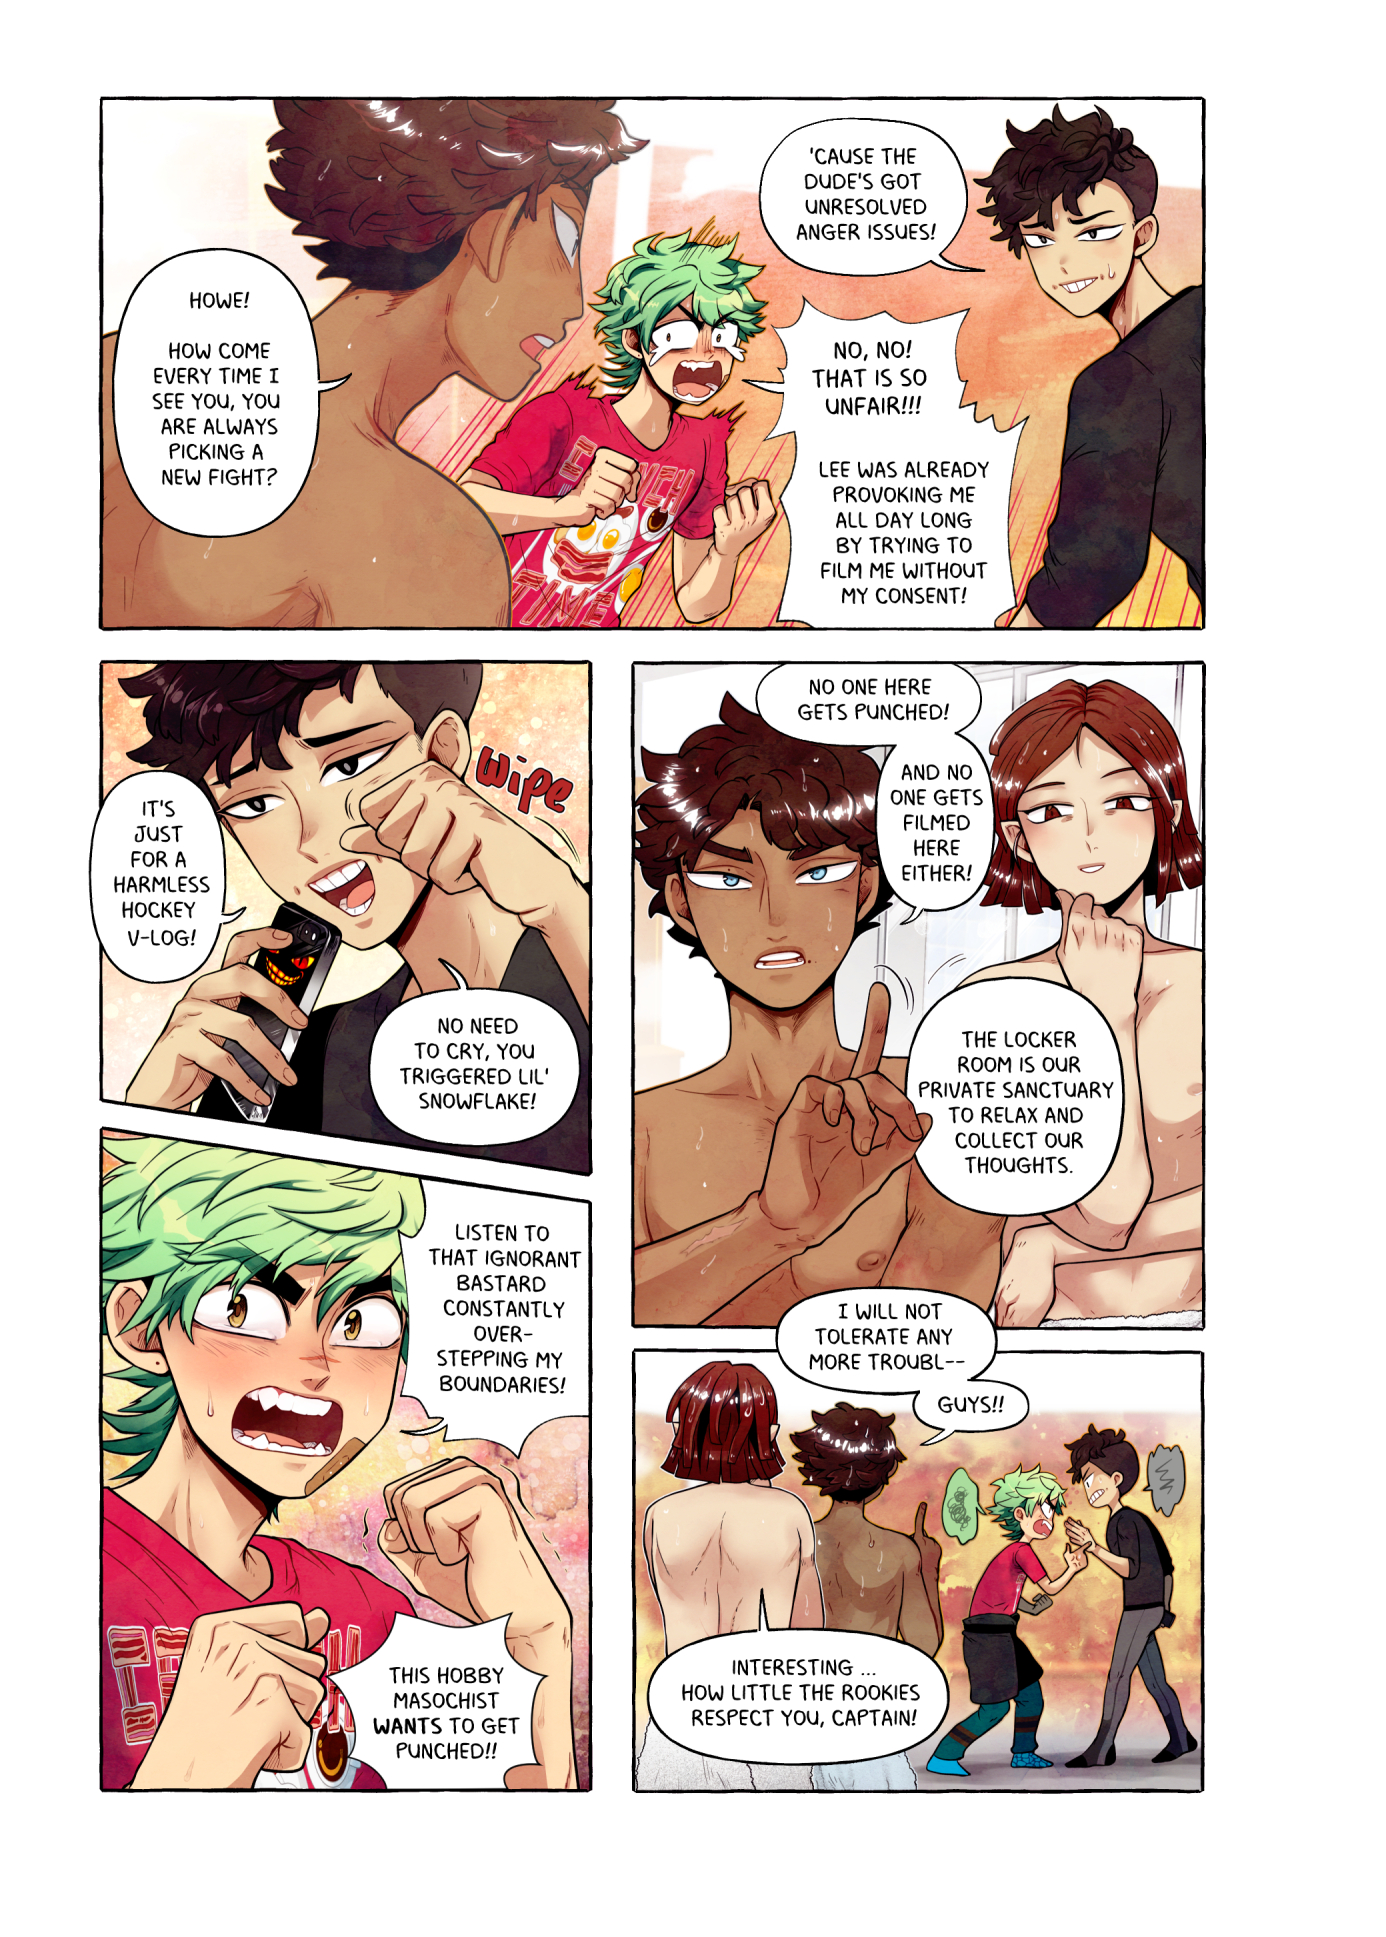 HOWE!
HOW COME
EVERY TIME I
SEE YOU, YOU
ARE ALWAYS
PICKING A
NEW FIGHT?
'CAUSE THE
DUDE'S GOT
UNRESOLVED
ANGER ISSUES!
NO, NO!
THAT IS SO
UNFAIR!!!
LEE WAS ALREADY
PROVOKING ME
ALL DAY LONG
BY TRYING TO
FILM ME WITHOUT
MY CONSENT!
TIME
WIPE
IT'S
JUST
FOR A
HARMLESS
HOCKEY
V-LOG!
NO NEED
TO CRY, YOU
TRIGGERED LIL'
SNOWFLAKE!
LISTEN TO
THAT IGNORANT
BASTARD
CONSTANTLY
OVER-
STEPPING MY
BOUNDARIES!
THIS HOBBY
MASOCHIST
WANTS TO GET
PUNCHED!!
NO ONE HERE
GETS PUNCHED!
AND NO
ONE GETS
FILMED
HERE
EITHER!
THE LOCKER
ROOM IS OUR
PRIVATE SANCTUARY
TO RELAX AND
COLLECT OUR
THOUGHTS.
I WILL NOT
TOLERATE ANY
MORE TROUBL--
GUYS!!
INTERESTING ...
HOW LITTLE THE ROOKIES
RESPECT YOU, CAPTAIN!